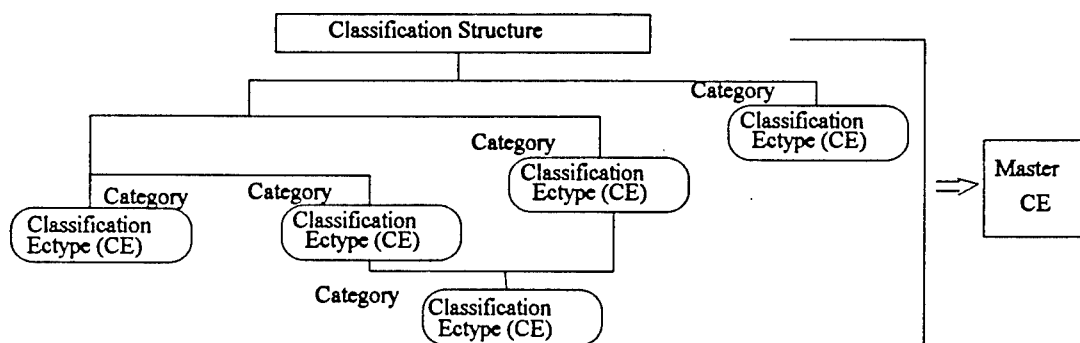 Classification Structure
Category
Classification
Ectype (CE)
Category
Classification
Ectype (CE)
Master
CE
Category
Classification
Ectype (CE)
Category
Classification
Ectype (CE)
Category
Classification
Ectype (CE)